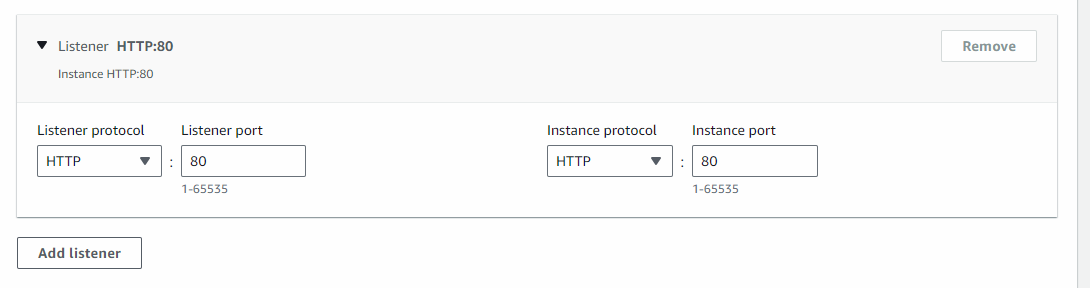 Listener HTTP:80
Remove
Instance HTTP:80
Listener protocol Listener port Instance protocol Instance port
HTTP : 80 HTTP : 80
1-65535 1-65535
Add listener